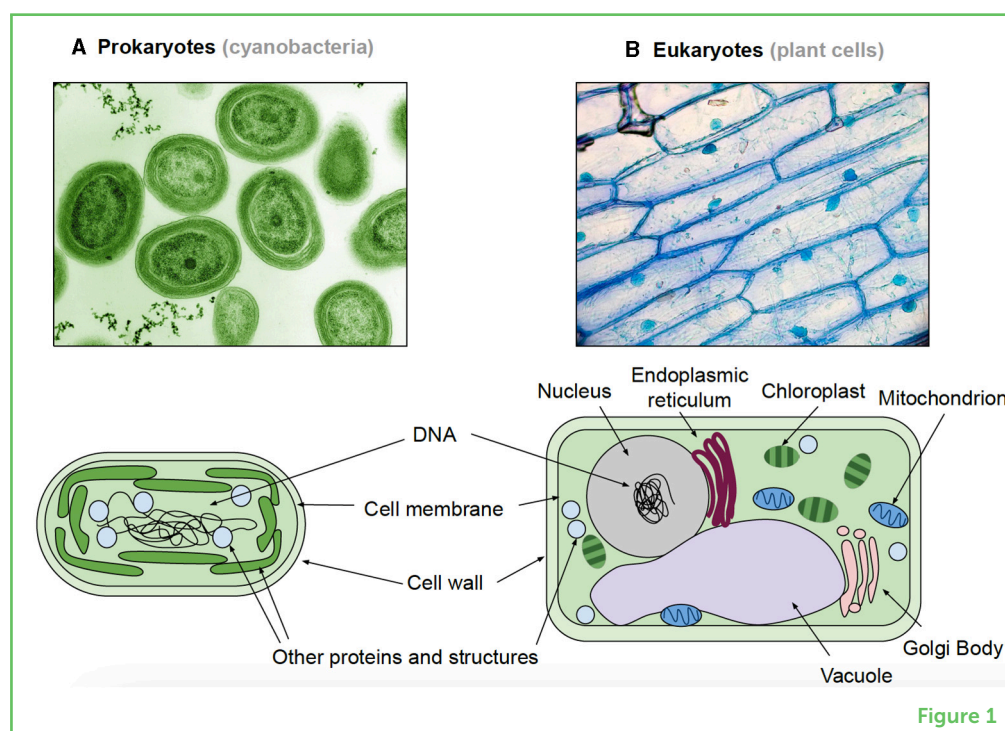 A Prokaryotes (cyanobacteria)
B Eukaryotes (plant cells)
Nucleus
Endoplasmic
reticulum
Chloroplast
Mitochondrion
DNA
Cell membrane
Cell wall
Other proteins and structures
Golgi Body
Vacuole
Figure 1